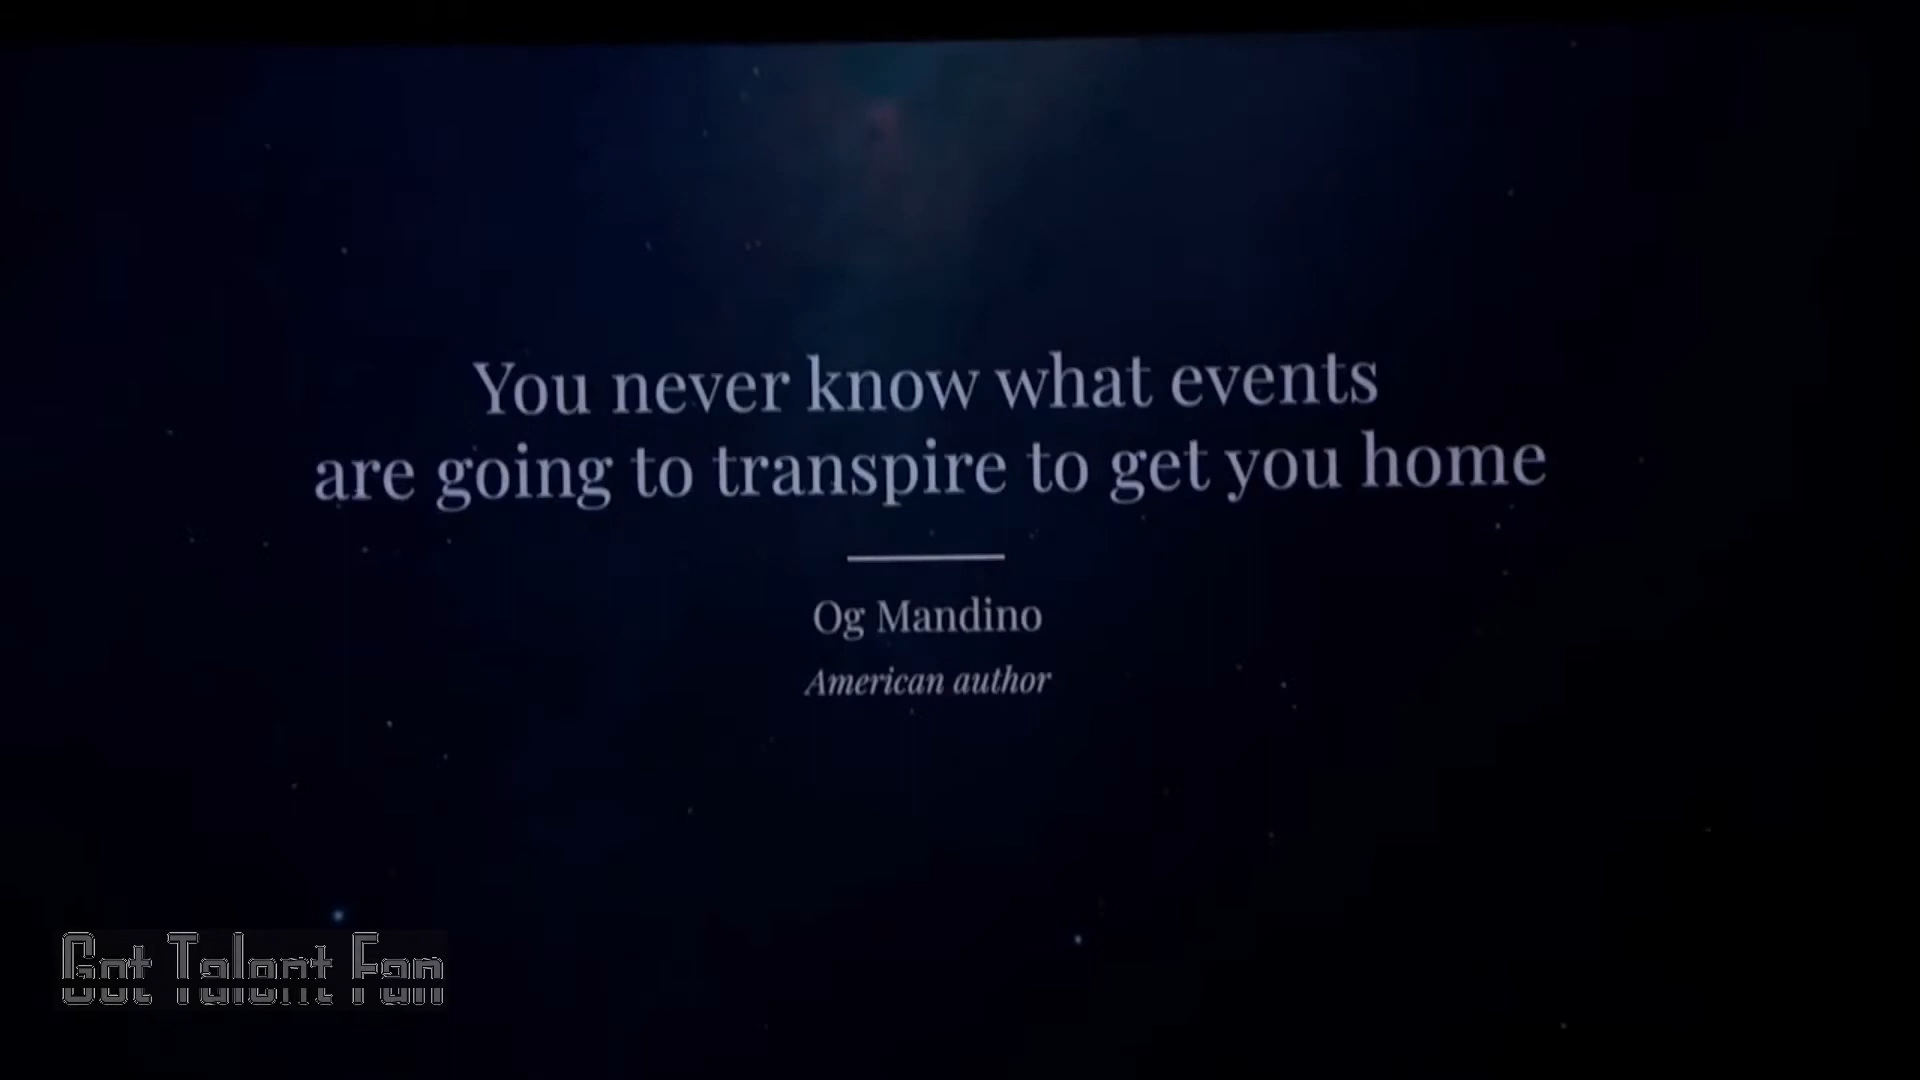 You never know what events
are going to transpire to get you home
Og Mandino
American author
Got Talent Fan